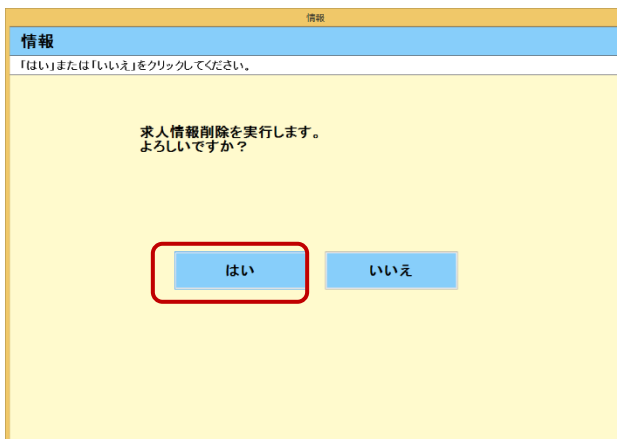 情報
情報
「はい」または「いいえ」をクリックしてください。
求人情報削除を実行します。
よろしいですか？
はい
いいえ